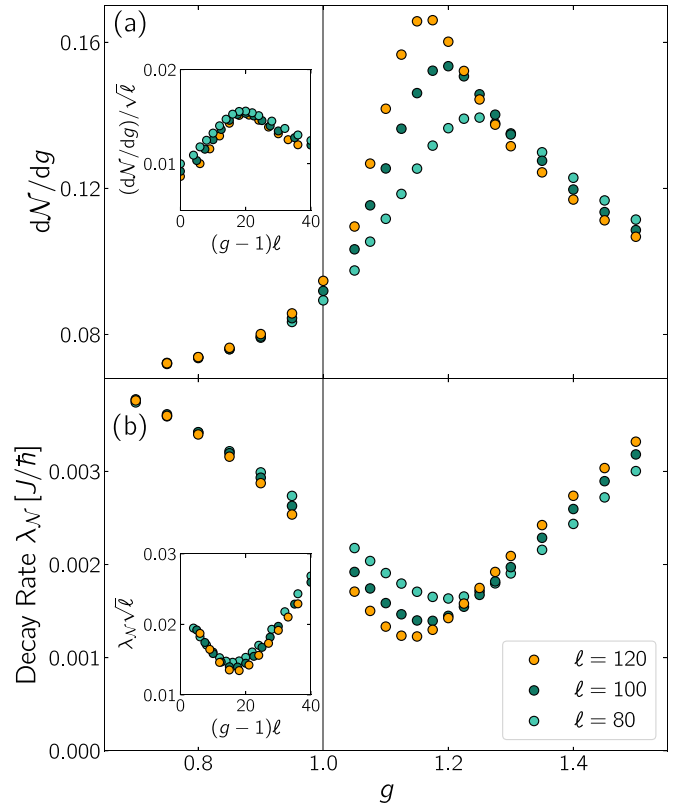 (a)
0.16
0.12
0.08
d𝒩/dg
0.02
0.01
(d𝒩/dg)/√ℓ
0 20 40
(g − 1)ℓ
(b)
0.003
0.002
0.001
0.000
Decay Rate λ𝒩 [J/ℏ]
0.03
0.02
0.01
λ𝒩√ℓ
0 20 40
(g − 1)ℓ
ℓ = 120
ℓ = 100
ℓ = 80
0.8 1.0 1.2 1.4
g